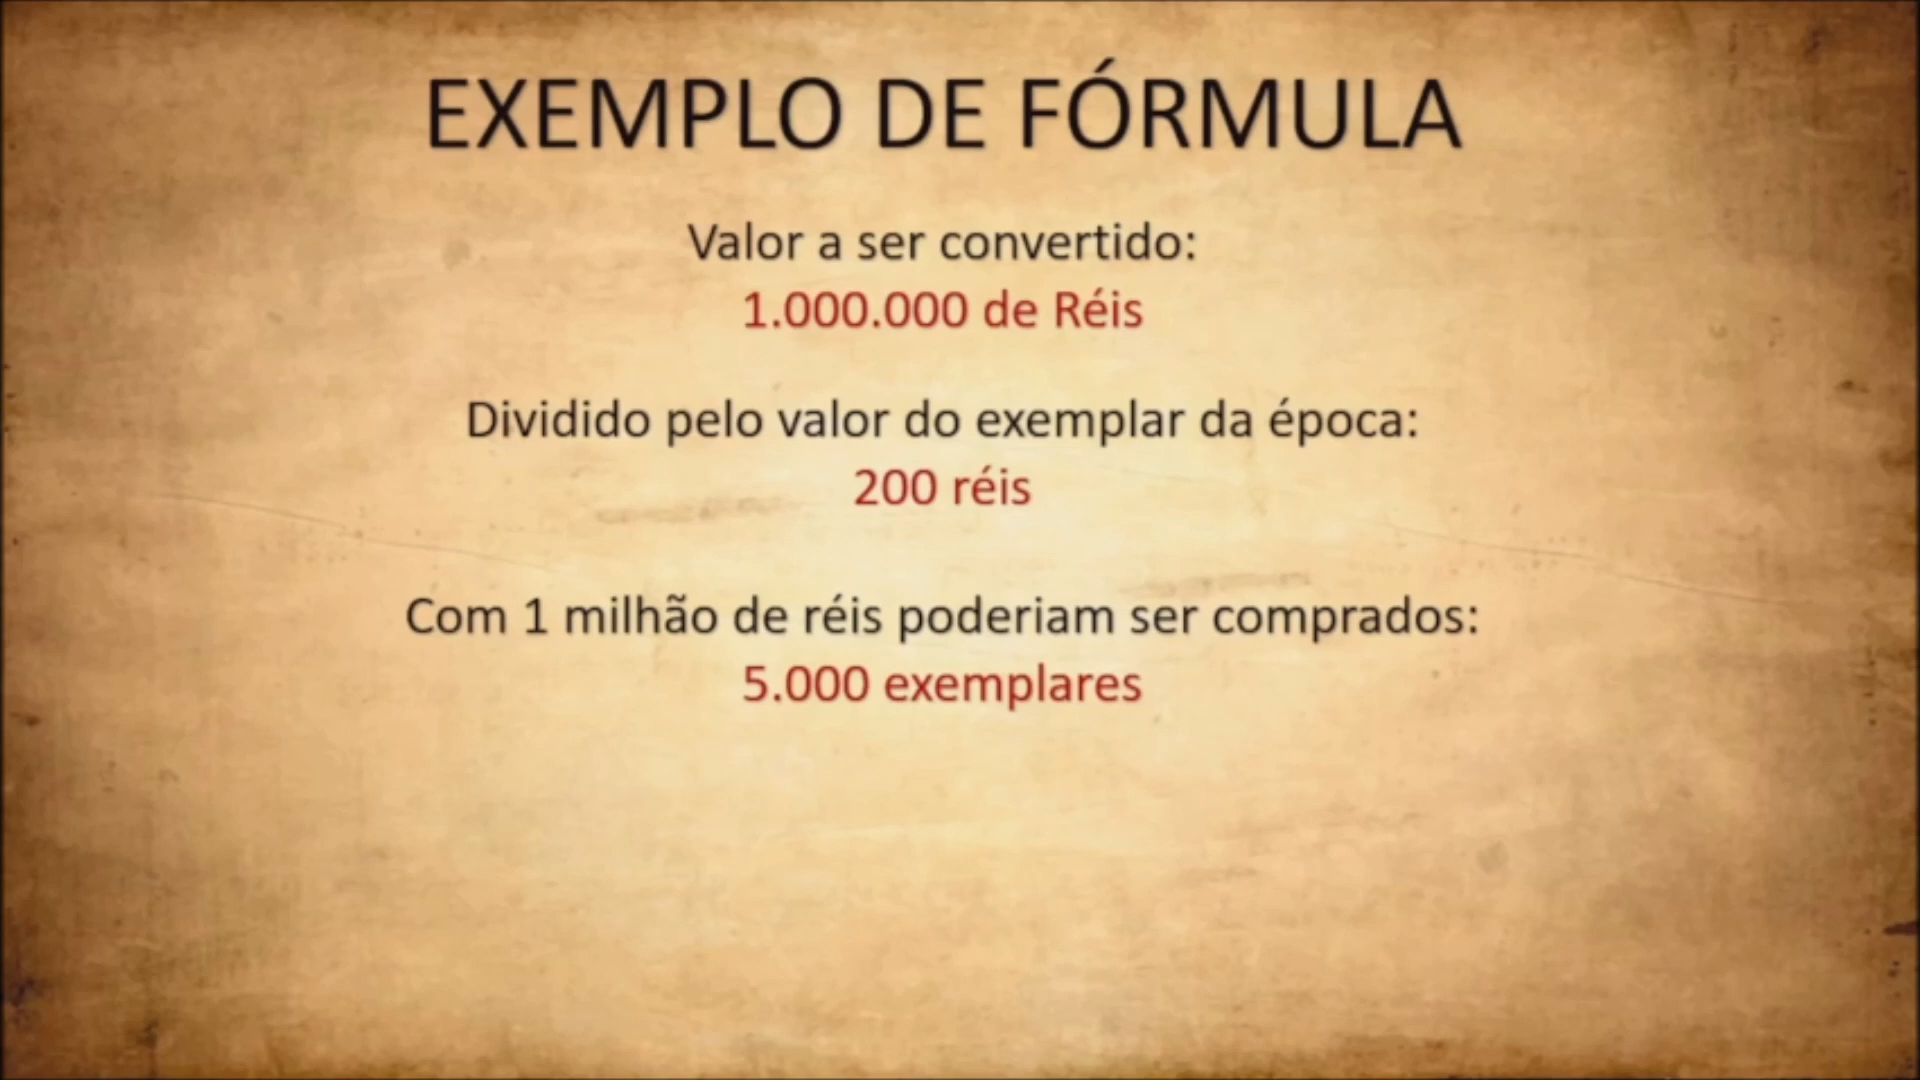 EXEMPLO DE FÓRMULA
Valor a ser convertido:
1.000.000 de Réis
Dividido pelo valor do exemplar da época:
200 réis
Com 1 milhão de réis poderiam ser comprados:
5.000 exemplares